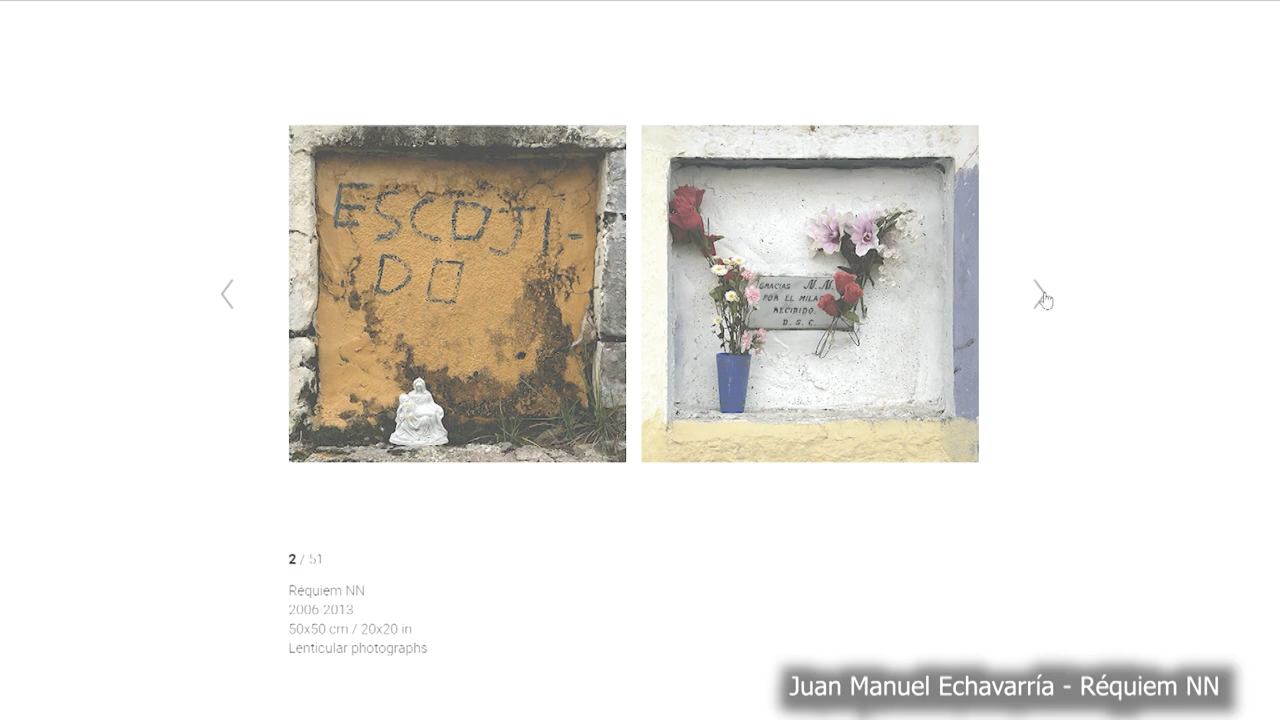 ESCOJI-
DO
GRACIAS N.N.
POR EL MILA
RECIBIDO.
D. S. C.
2 / 51
Réquiem NN
2006-2013
50x50 cm / 20x20 in
Lenticular photographs
Juan Manuel Echavarría - Réquiem NN